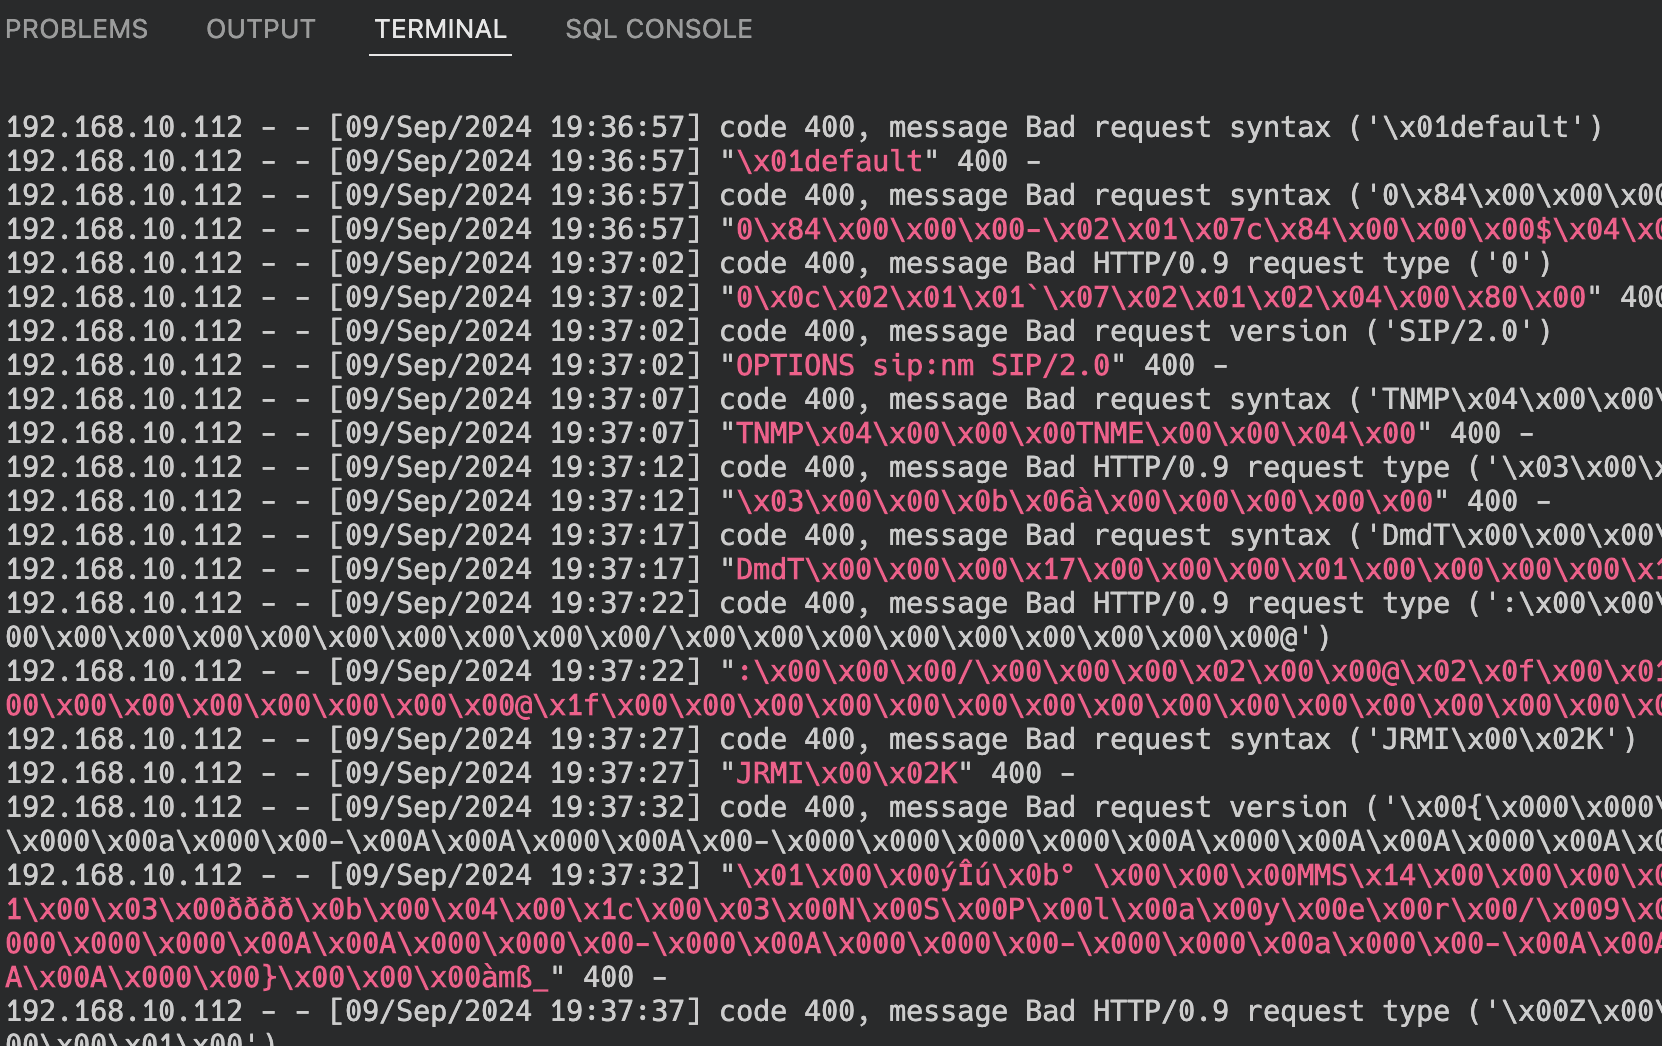 PROBLEMS OUTPUT TERMINAL SQL CONSOLE
192.168.10.112 - - [09/Sep/2024 19:36:57] code 400, message Bad request syntax ('\x01default')
192.168.10.112 - - [09/Sep/2024 19:36:57] "\x01default" 400 -
192.168.10.112 - - [09/Sep/2024 19:36:57] code 400, message Bad request syntax ('0\x84\x00\x00\x00
192.168.10.112 - - [09/Sep/2024 19:36:57] "0\x84\x00\x00\x00-\x02\x01\x07c\x84\x00\x00\x00$\x04\x0
192.168.10.112 - - [09/Sep/2024 19:37:02] code 400, message Bad HTTP/0.9 request type ('0')
192.168.10.112 - - [09/Sep/2024 19:37:02] "0\x0c\x02\x01\x01`\x07\x02\x01\x02\x04\x00\x80\x00" 400
192.168.10.112 - - [09/Sep/2024 19:37:02] code 400, message Bad request version ('SIP/2.0')
192.168.10.112 - - [09/Sep/2024 19:37:02] "OPTIONS sip:nm SIP/2.0" 400 -
192.168.10.112 - - [09/Sep/2024 19:37:07] code 400, message Bad request syntax ('TNMP\x04\x00\x00\
192.168.10.112 - - [09/Sep/2024 19:37:07] "TNMP\x04\x00\x00\x00TNME\x00\x00\x04\x00" 400 -
192.168.10.112 - - [09/Sep/2024 19:37:12] code 400, message Bad HTTP/0.9 request type ('\x03\x00\x
192.168.10.112 - - [09/Sep/2024 19:37:12] "\x03\x00\x00\x0b\x06à\x00\x00\x00\x00\x00" 400 -
192.168.10.112 - - [09/Sep/2024 19:37:17] code 400, message Bad request syntax ('DmdT\x00\x00\x00\
192.168.10.112 - - [09/Sep/2024 19:37:17] "DmdT\x00\x00\x00\x17\x00\x00\x00\x01\x00\x00\x00\x00\x1
192.168.10.112 - - [09/Sep/2024 19:37:22] code 400, message Bad HTTP/0.9 request type (':\x00\x00\
00\x00\x00\x00\x00\x00\x00\x00\x00\x00/\x00\x00\x00\x00\x00\x00\x00\x00\x00@')
192.168.10.112 - - [09/Sep/2024 19:37:22] ":\x00\x00\x00/\x00\x00\x00\x02\x00\x00@\x02\x0f\x00\x01
00\x00\x00\x00\x00\x00\x00\x00@\x1f\x00\x00\x00\x00\x00\x00\x00\x00\x00\x00\x00\x00\x00\x00\x00\x0
192.168.10.112 - - [09/Sep/2024 19:37:27] code 400, message Bad request syntax ('JRMI\x00\x02K')
192.168.10.112 - - [09/Sep/2024 19:37:27] "JRMI\x00\x02K" 400 -
192.168.10.112 - - [09/Sep/2024 19:37:32] code 400, message Bad request version ('\x00{\x000\x000\
\x000\x00a\x000\x00-\x00A\x00A\x000\x00A\x00-\x000\x000\x000\x000\x00A\x000\x00A\x00A\x000\x00A\x0
192.168.10.112 - - [09/Sep/2024 19:37:32] "\x01\x00\x00ýÎú\x0b° \x00\x00\x00MMS\x14\x00\x00\x00\x0
1\x00\x03\x00ðððð\x0b\x00\x04\x00\x1c\x00\x03\x00N\x00S\x00P\x00l\x00a\x00y\x00e\x00r\x00/\x009\x0
000\x000\x000\x00A\x00A\x000\x000\x00-\x000\x00A\x000\x000\x00-\x000\x000\x00a\x000\x00-\x00A\x00A
A\x00A\x000\x00}\x00\x00\x00àmß_" 400 -
192.168.10.112 - - [09/Sep/2024 19:37:37] code 400, message Bad HTTP/0.9 request type ('\x00Z\x00\
00\x00\x01\x00')